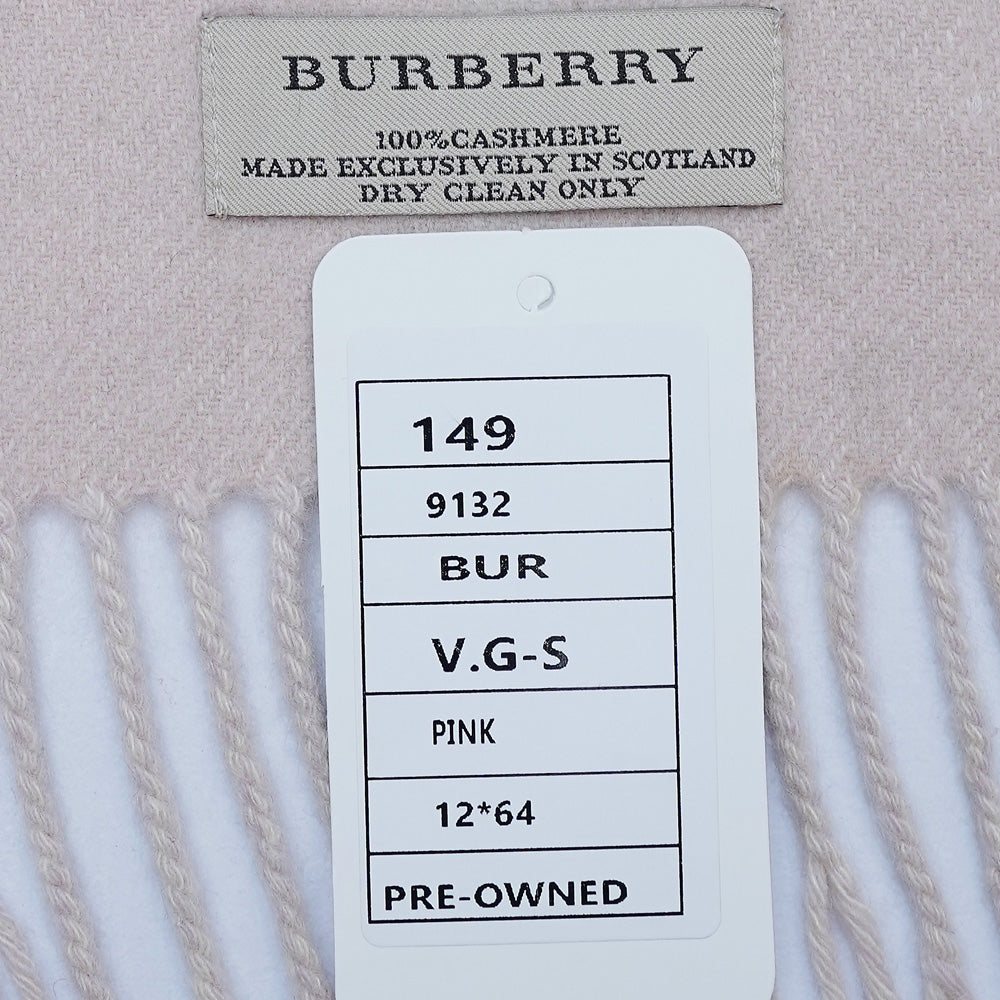 BURBERRY
100%CASHMERE
MADE EXCLUSIVELY IN SCOTLAND
DRY CLEAN ONLY
149
9132
BUR
V.G-S
PINK
12*64
PRE-OWNED